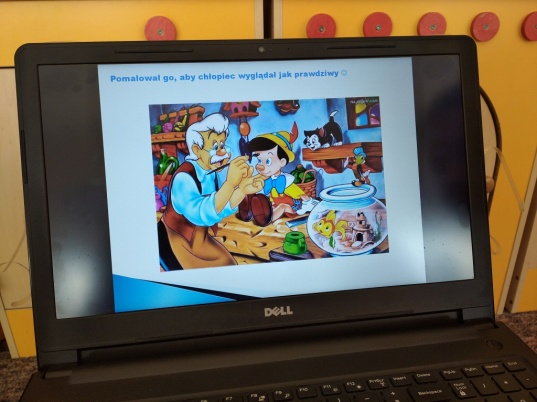 Pomalował go, aby chłopiec wyglądał jak prawdziwy ☺
DELL